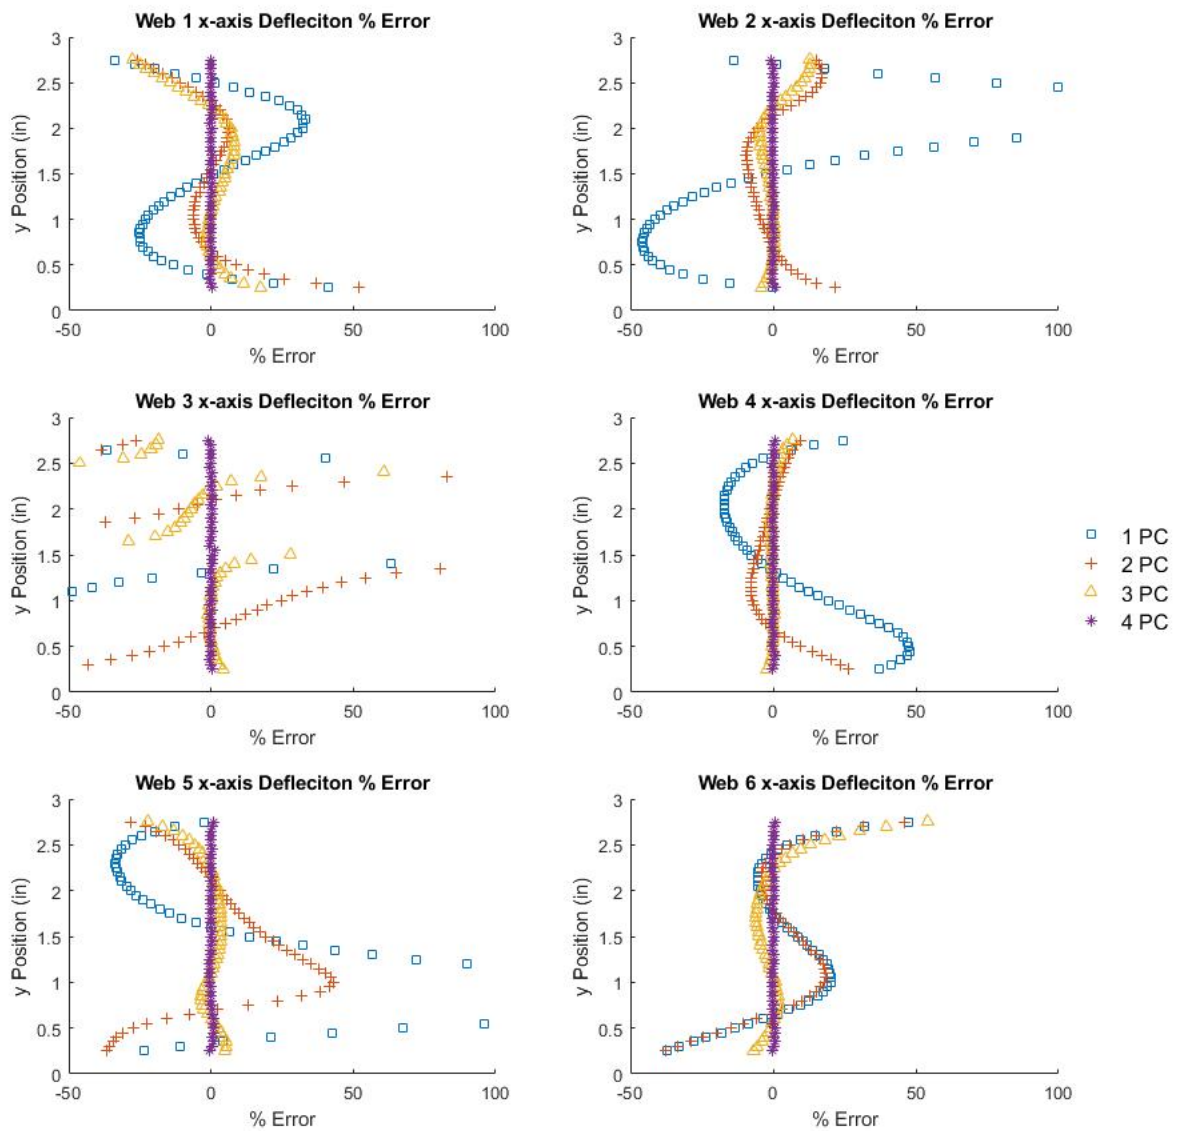 Web 1 x-axis Defleciton % Error
3
2.5
2
1.5
1
0.5
0
y Position (in)
-50 0 50 100
% Error
Web 2 x-axis Defleciton % Error
3
2.5
2
1.5
1
0.5
0
y Position (in)
-50 0 50 100
% Error
Web 3 x-axis Defleciton % Error
3
2.5
2
1.5
1
0.5
0
y Position (in)
-50 0 50 100
% Error
Web 4 x-axis Defleciton % Error
3
2.5
2
1.5
1
0.5
0
y Position (in)
-50 0 50 100
% Error
1 PC
2 PC
3 PC
4 PC
Web 5 x-axis Defleciton % Error
3
2.5
2
1.5
1
0.5
0
y Position (in)
-50 0 50 100
% Error
Web 6 x-axis Defleciton % Error
3
2.5
2
1.5
1
0.5
0
y Position (in)
-50 0 50 100
% Error